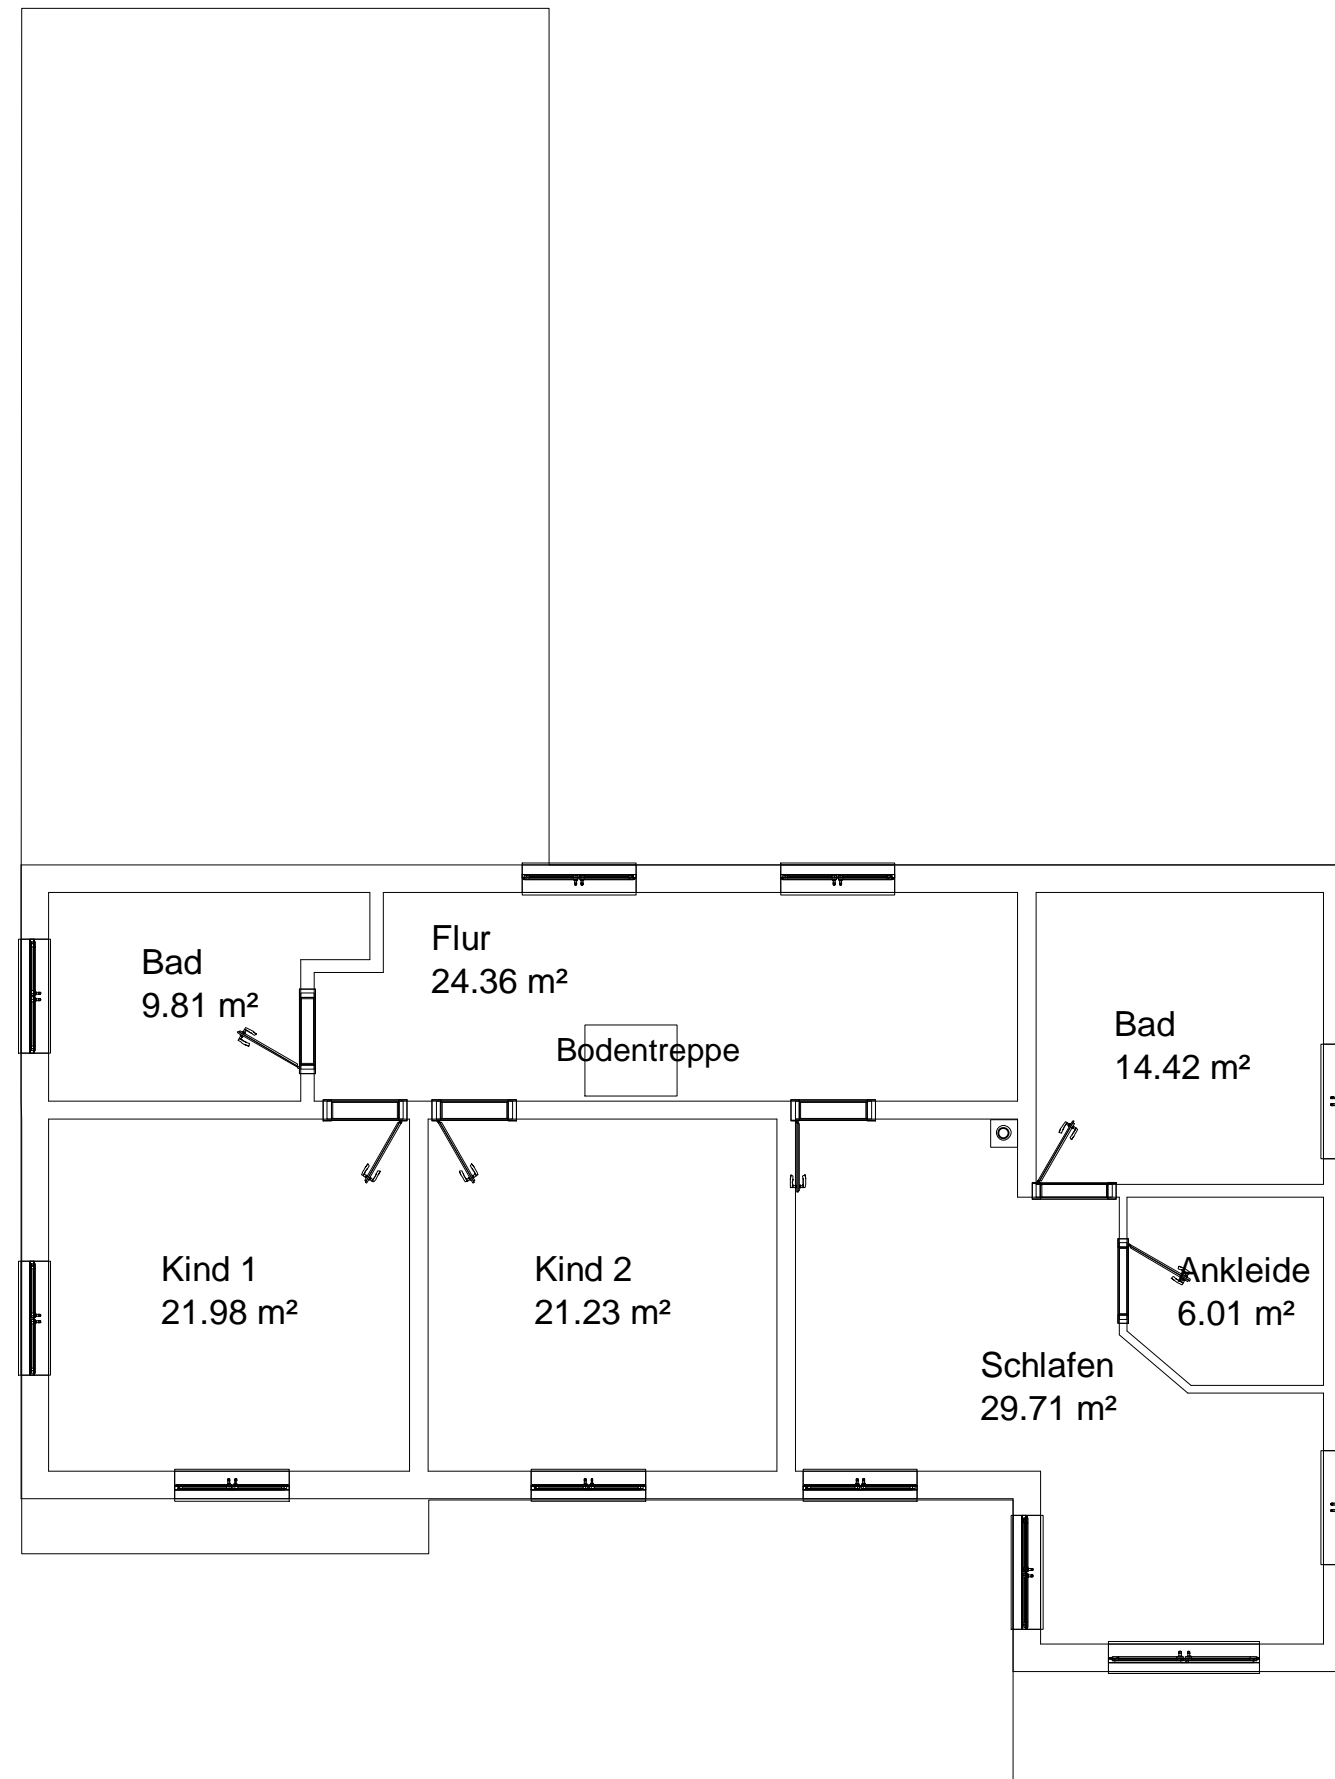 Flur
24.36 m²
Bad
9.81 m²
Bodentreppe
Bad
14.42 m²
Kind 1
21.98 m²
Kind 2
21.23 m²
Ankleide
6.01 m²
Schlafen
29.71 m²